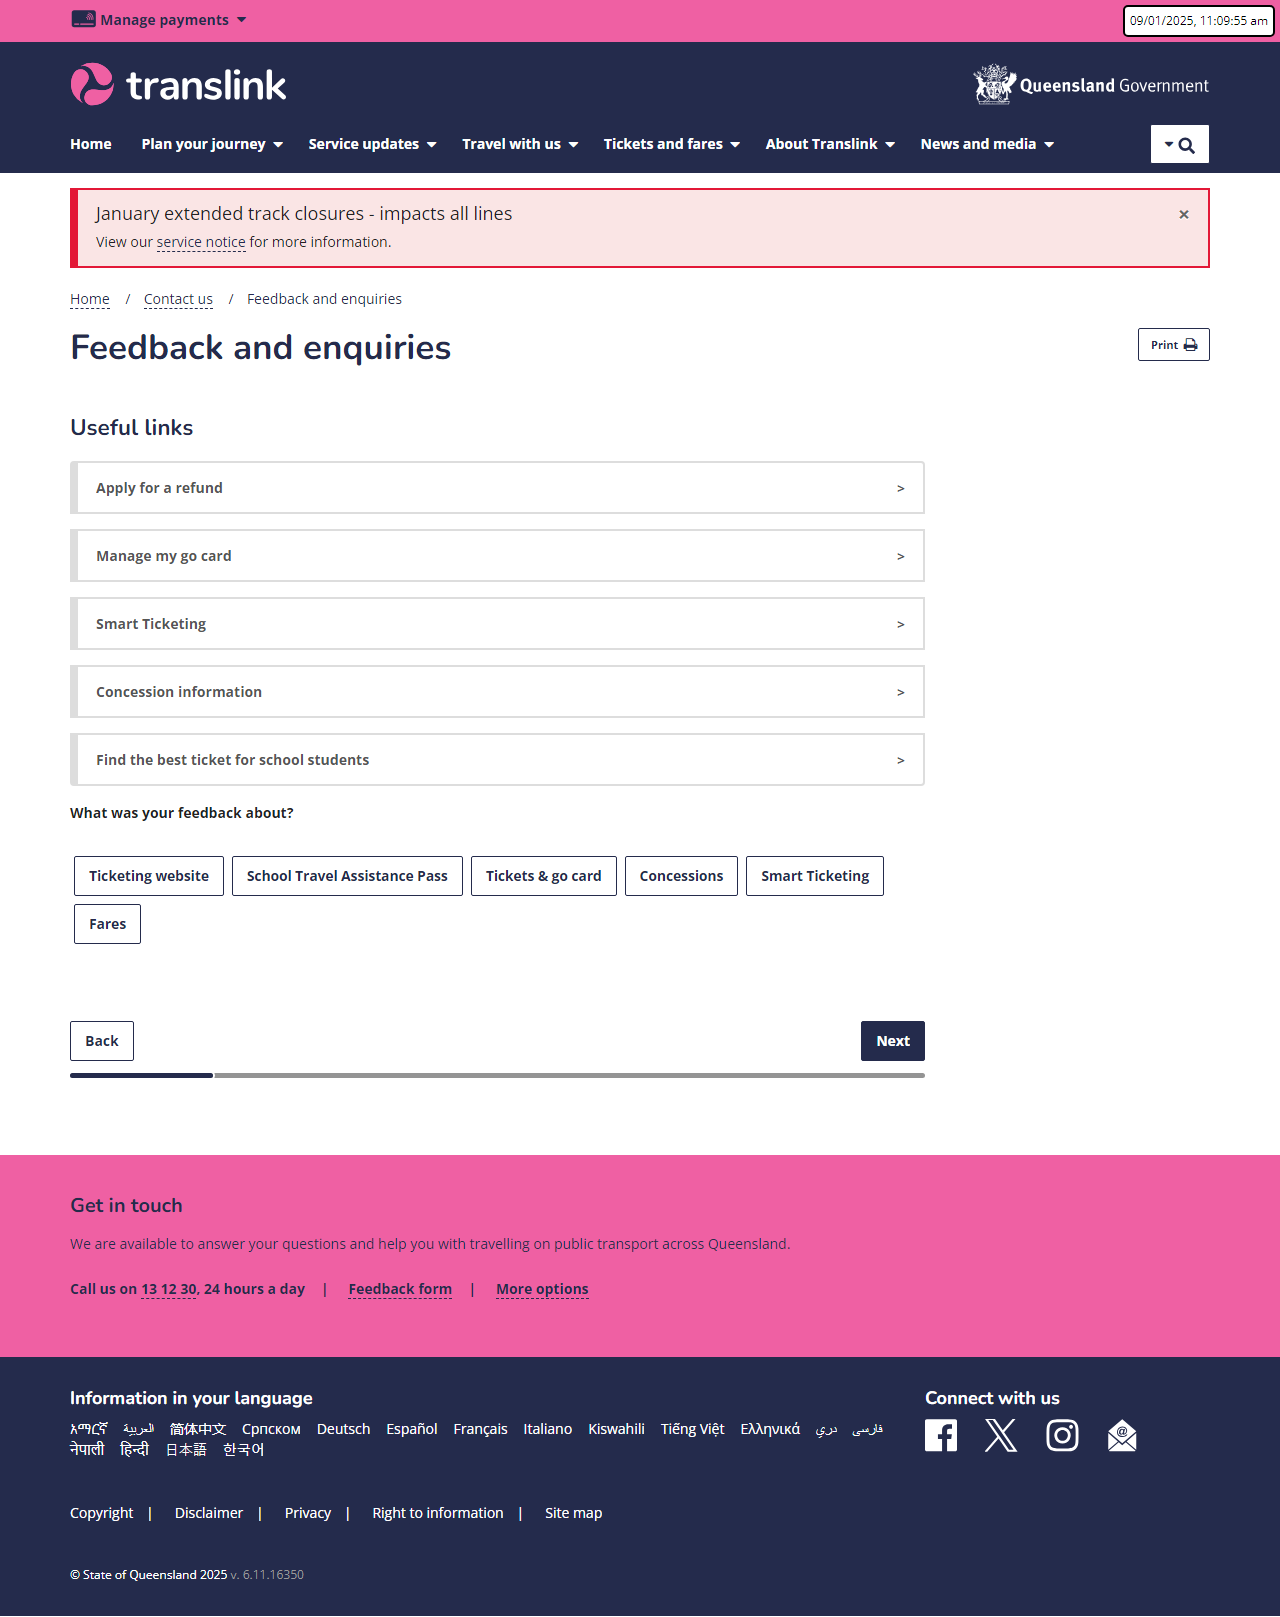 Manage payments
09/01/2025, 11:09:55 am
translink
Queensland Government
Home Plan your journey Service updates Travel with us Tickets and fares About Translink News and media
January extended track closures - impacts all lines ×
View our service notice for more information.
Home / Contact us / Feedback and enquiries
Feedback and enquiries
Print
Useful links
Apply for a refund >
Manage my go card >
Smart Ticketing >
Concession information >
Find the best ticket for school students >
What was your feedback about?
Ticketing website School Travel Assistance Pass Tickets & go card Concessions Smart Ticketing
Fares
Back Next
Get in touch
We are available to answer your questions and help you with travelling on public transport across Queensland.
Call us on 13 12 30, 24 hours a day | Feedback form | More options
Information in your language
Connect with us
አማርኛ العربية 简体中文 Српском Deutsch Español Français Italiano Kiswahili Tiếng Việt Ελληνικά دري فارسی
नेपाली हिन्दी 日本語 한국어
Copyright | Disclaimer | Privacy | Right to information | Site map
© State of Queensland 2025 v. 6.11.16350